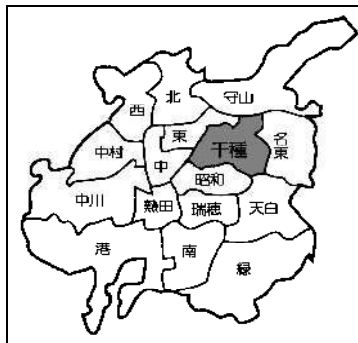 北
守山
西
東
千種
名東
中村
中
昭和
中川
熱田
瑞穂
天白
港
南
緑